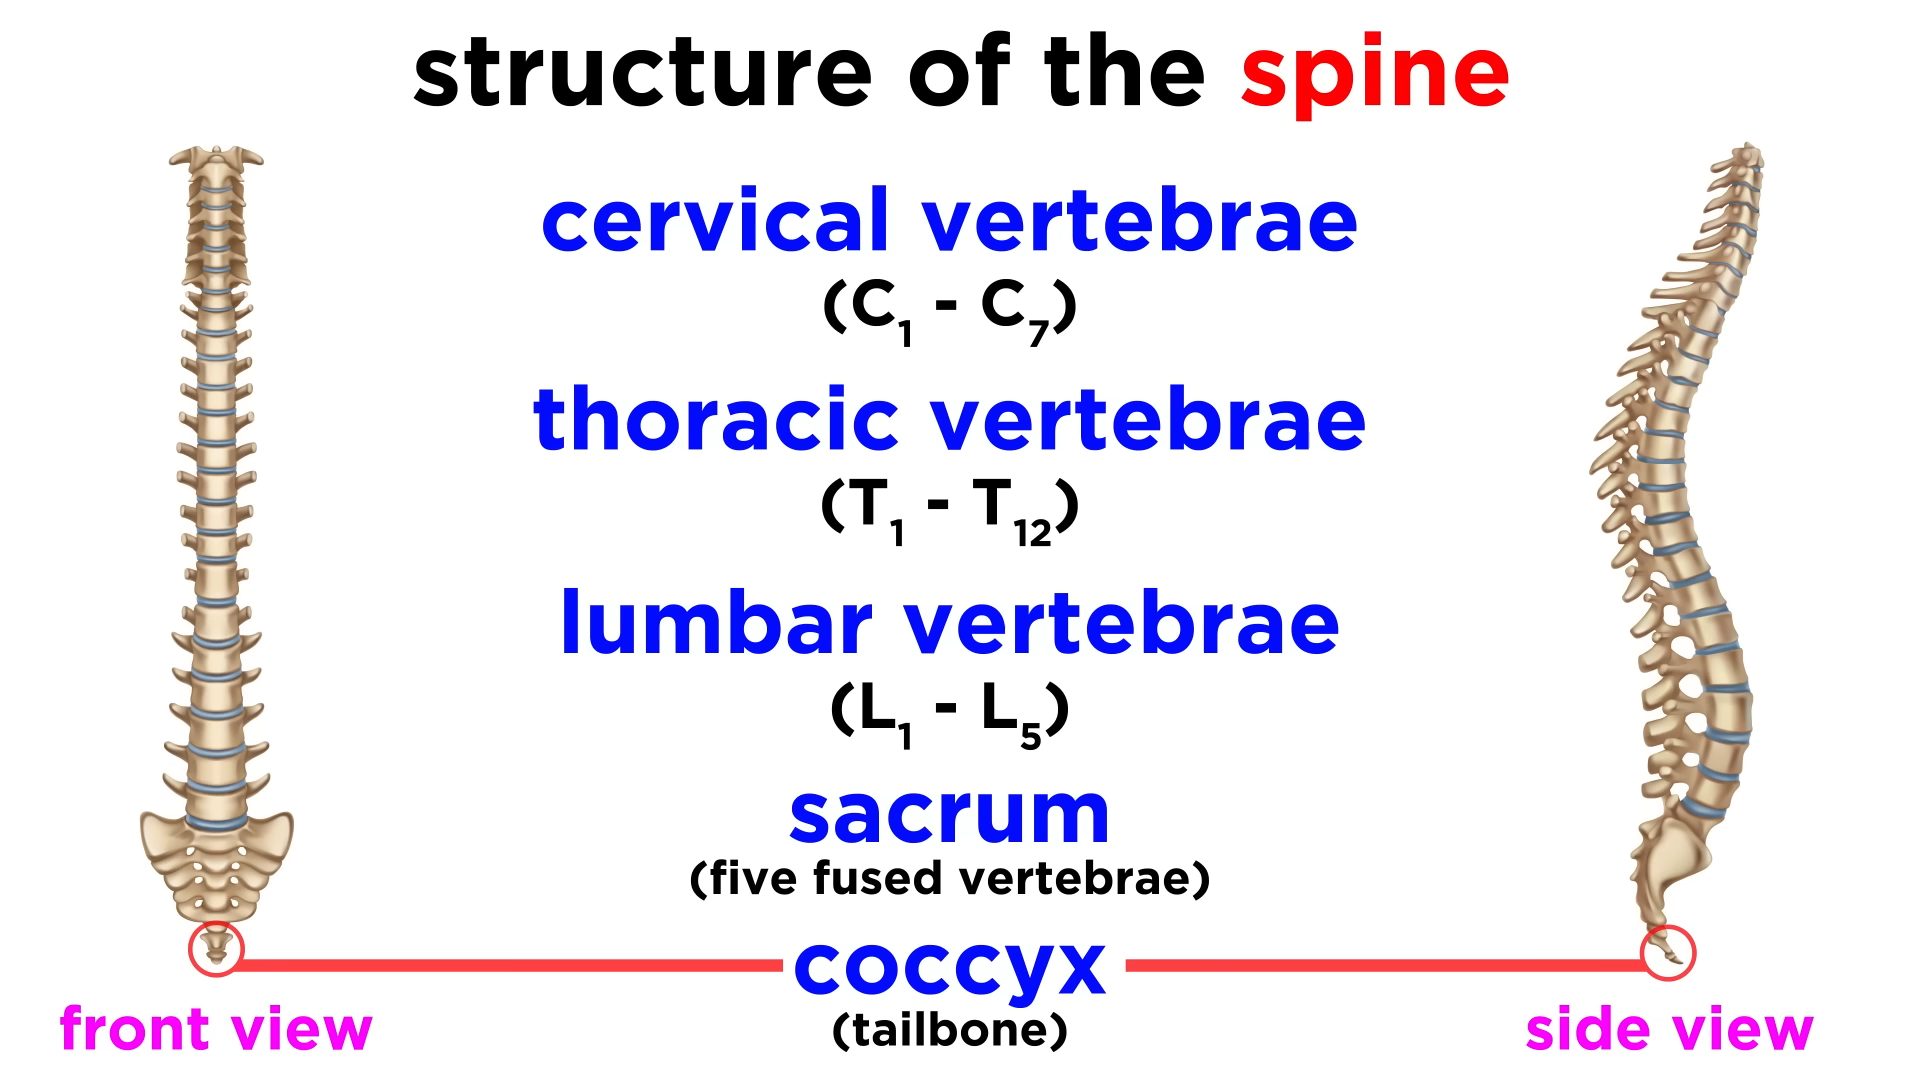 structure of the spine
cervical vertebrae
(C₁ - C₇)
thoracic vertebrae
(T₁ - T₁₂)
lumbar vertebrae
(L₁ - L₅)
sacrum
(five fused vertebrae)
coccyx
(tailbone)
front view
side view